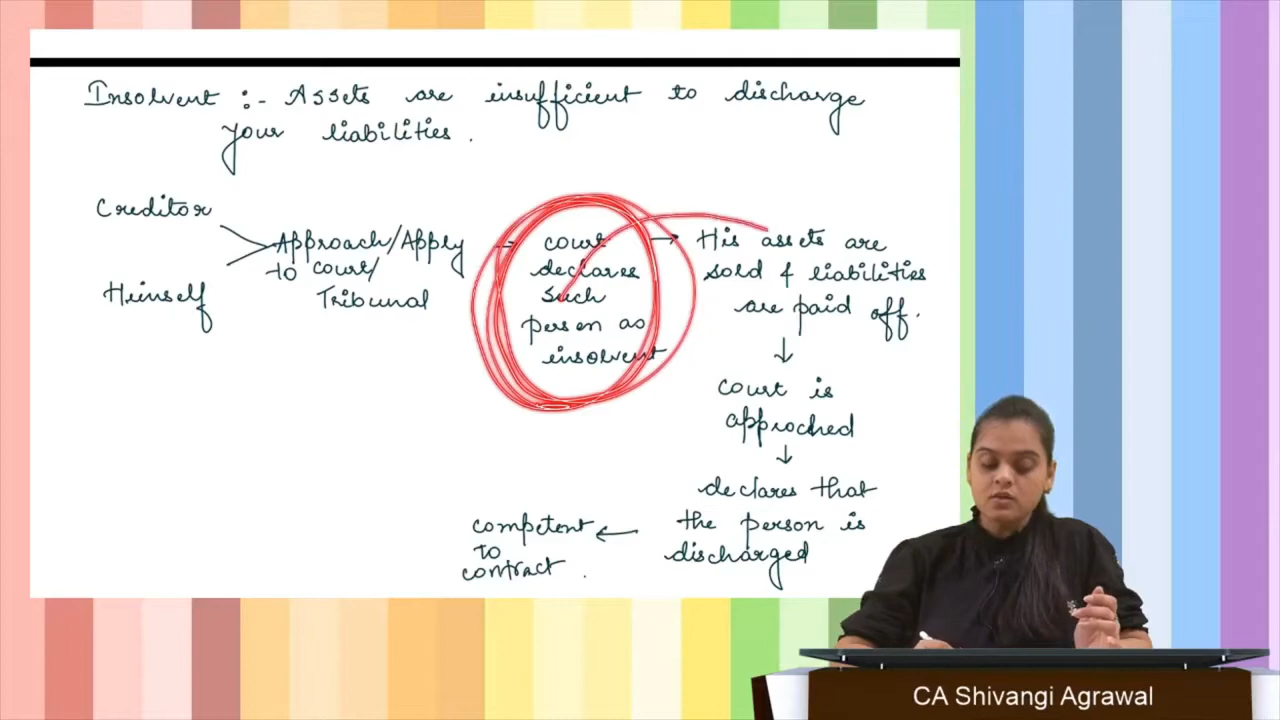 Insolvent :- Assets are insufficient to discharge
your liabilities.
Creditor
Himself
Approach/Apply
to court/
Tribunal
court
declares
such
person as
insolvent
His assets are
sold & liabilities
are paid off.
court is
approched
declares that
the person is
discharged
competent
to
contract.
CA Shivangi Agrawal